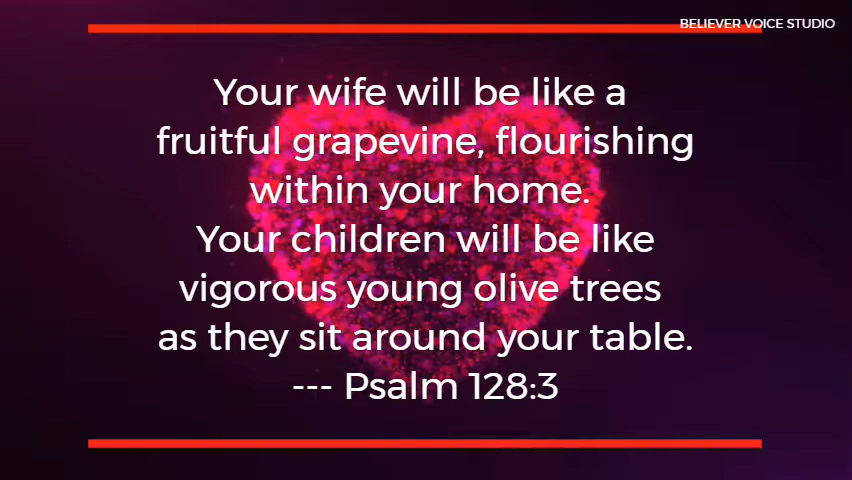 BELIEVER VOICE STUDIO
Your wife will be like a
fruitful grapevine, flourishing
within your home.
Your children will be like
vigorous young olive trees
as they sit around your table.
--- Psalm 128:3